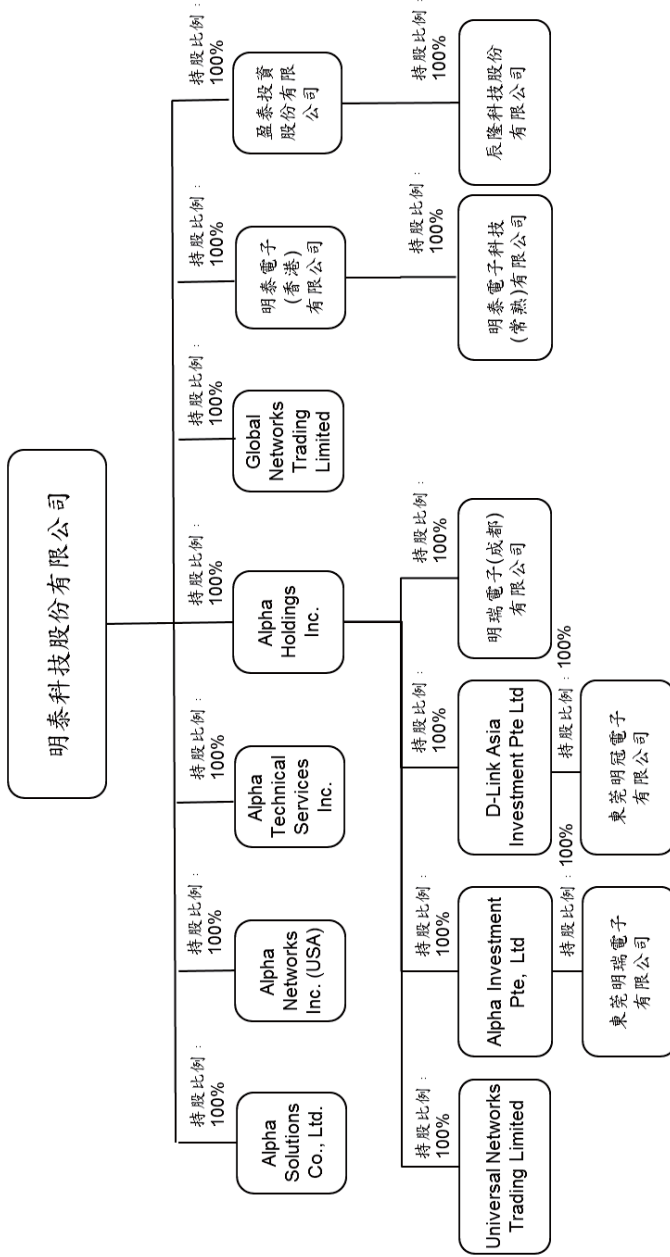 明泰科技股份有限公司
持股比例：
100%
Alpha
Solutions
Co., Ltd.
持股比例：
100%
Alpha
Networks
Inc. (USA)
持股比例：
100%
Alpha
Technical
Services
Inc.
持股比例：
100%
Alpha
Holdings
Inc.
持股比例：
100%
Global
Networks
Trading
Limited
持股比例：
100%
明泰電子
(香港)
有限公司
持股比例：
100%
盈泰投資
股份有限
公司
持股比例：
100%
Universal Networks
Trading Limited
持股比例：
100%
Alpha Investment
Pte, Ltd
持股比例：
100%
D-Link Asia
Investment Pte Ltd
持股比例：
100%
明瑞電子(成都)
有限公司
持股比例：
100%
明泰電子科技
(常熟)有限公司
持股比例：
100%
辰隆科技股份
有限公司
持股比例：100%
東莞明瑞電子
有限公司
持股比例：100%
東莞明冠電子
有限公司